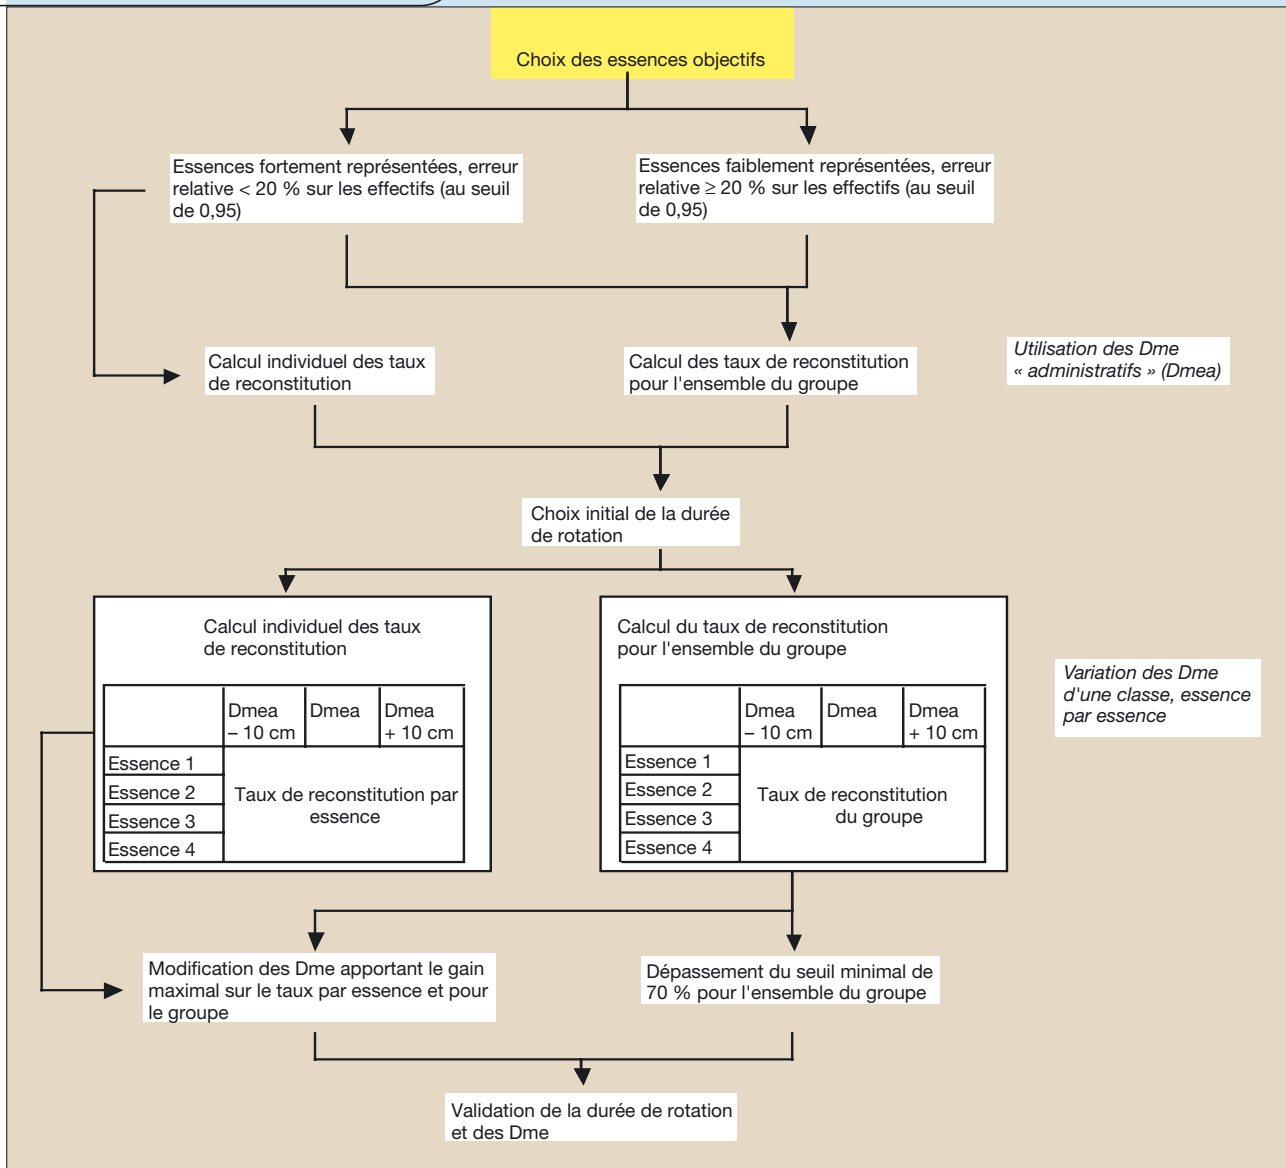 Choix des essences objectifs
Essences fortement représentées, erreur
relative < 20 % sur les effectifs (au seuil
de 0,95)
Essences faiblement représentées, erreur
relative ≥ 20 % sur les effectifs (au seuil
de 0,95)
Calcul individuel des taux
de reconstitution
Calcul des taux de reconstitution
pour l'ensemble du groupe
Utilisation des Dme
« administratifs » (Dmea)
Choix initial de la durée
de rotation
Calcul individuel des taux
de reconstitution
Dmea
– 10 cm
Dmea
Dmea
+ 10 cm
Essence 1
Essence 2
Essence 3
Essence 4
Taux de reconstitution par
essence
Calcul du taux de reconstitution
pour l'ensemble du groupe
Dmea
– 10 cm
Dmea
Dmea
+ 10 cm
Essence 1
Essence 2
Essence 3
Essence 4
Taux de reconstitution
du groupe
Variation des Dme
d'une classe, essence
par essence
Modification des Dme apportant le gain
maximal sur le taux par essence et pour
le groupe
Dépassement du seuil minimal de
70 % pour l'ensemble du groupe
Validation de la durée de rotation
et des Dme